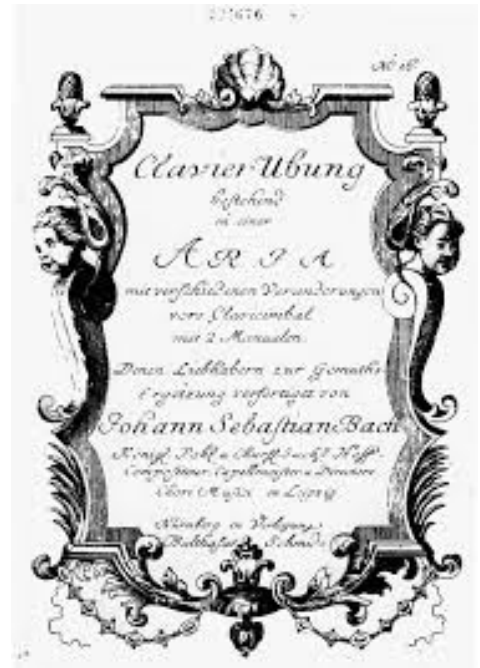 Clavier Ubung
bestehend
in einer
ARIA
mit verschiedenen Veraenderungen
vors Clavicimbal
mit 2 Manualen.
Denen Liebhabern zur Gemüths-
Ergetzung verfertiget von
Johann Sebastian Bach
Königl. Pohl. u. Churfl. Sæchs. Hoff-
Compositeur, Capellmeister, u. Directore
Chori Musici in Leipzig.
Nürnberg in Verlegung
Balthasar Schmids